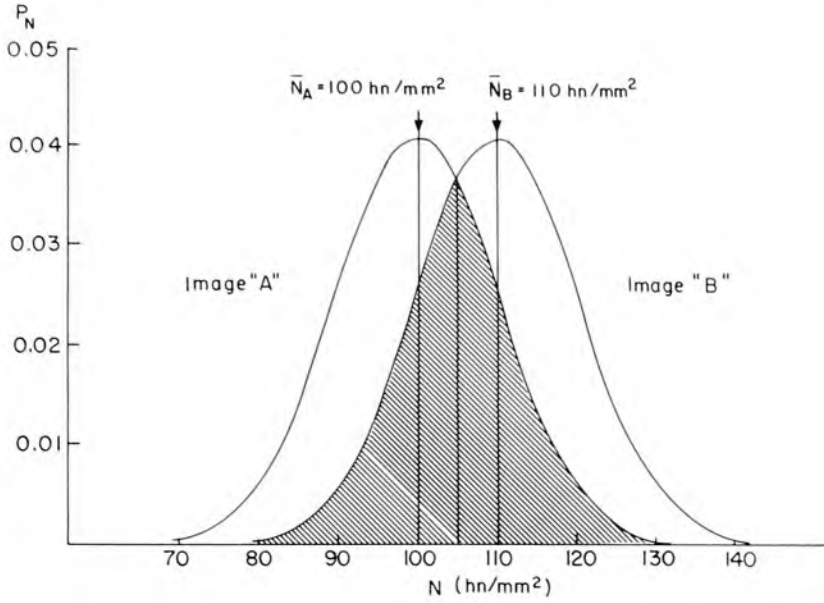 P_N
0.05
N̅_A = 100 hn/mm²
N̅_B = 110 hn/mm²
0.04
0.03
Image "A"
Image "B"
0.02
0.01
70 80 90 100 110 120 130 140
N (hn/mm²)